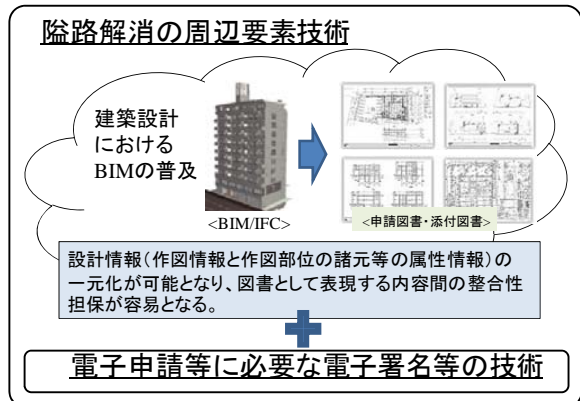 隘路解消の周辺要素技術
建築設計
における
BIMの普及
<BIM/IFC>
<申請図書・添付図書>
設計情報(作図情報と作図部位の諸元等の属性情報)の
一元化が可能となり、図書として表現する内容間の整合性
担保が容易となる。
電子申請等に必要な電子署名等の技術